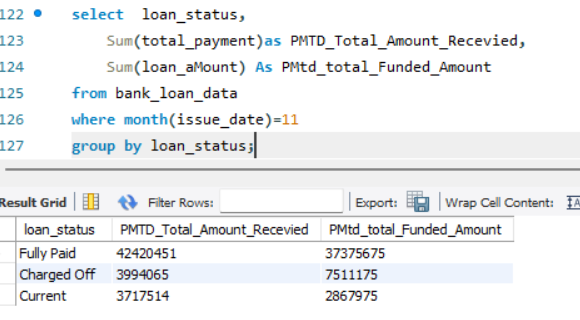 122 select loan_status,
123 Sum(total_payment)as PMTD_Total_Amount_Recevied,
124 Sum(loan_aMount) As PMtd_total_Funded_Amount
125 from bank_loan_data
126 where month(issue_date)=11
127 group by loan_status;
Result Grid Filter Rows: Export: Wrap Cell Content:
loan_status PMTD_Total_Amount_Recevied PMtd_total_Funded_Amount
Fully Paid 42420451 37375675
Charged Off 3994065 7511175
Current 3717514 2867975